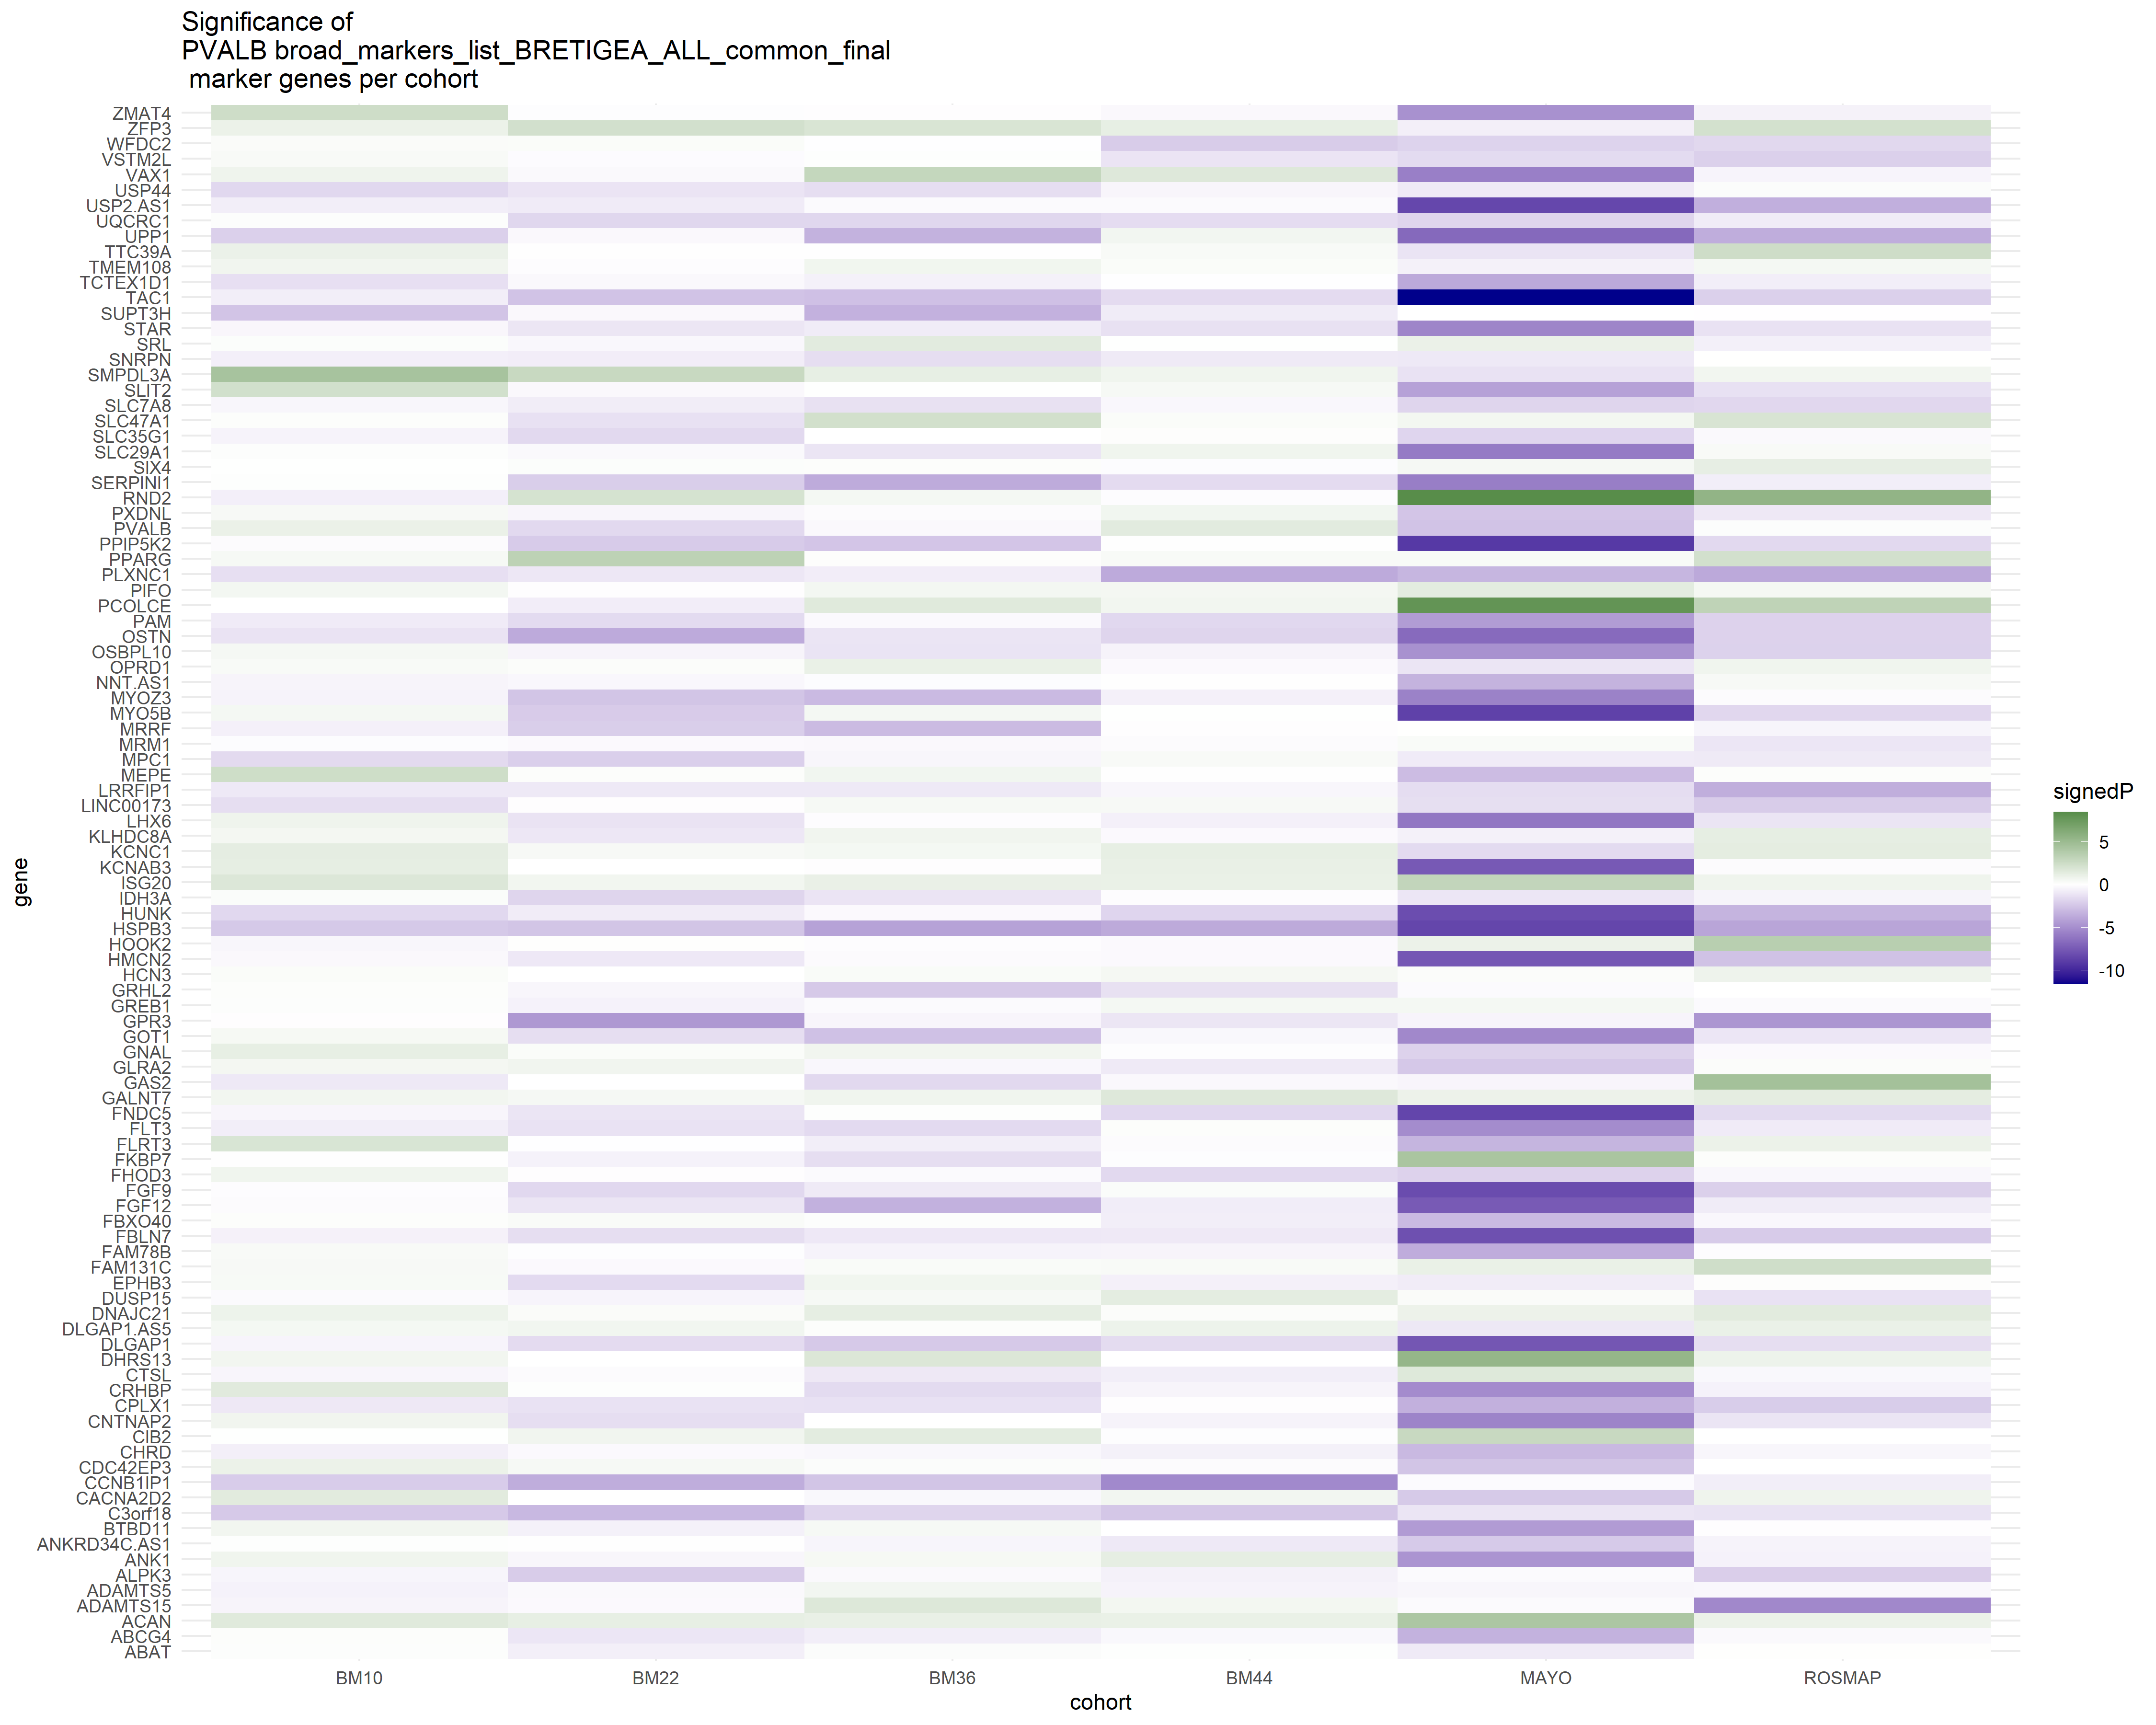 Significance of
PVALB broad_markers_list_BRETIGEA_ALL_common_final
marker genes per cohort
ZMAT4
ZFP3
WFDC2
VSTM2L
VAX1
USP44
USP2.AS1
UQCRC1
UPP1
TTC39A
TMEM108
TCTEX1D1
TAC1
SUPT3H
STAR
SRL
SNRPN
SMPDL3A
SLIT2
SLC7A8
SLC47A1
SLC35G1
SLC29A1
SIX4
SERPINI1
RND2
PXDNL
PVALB
PPIP5K2
PPARG
PLXNC1
PIFO
PCOLCE
PAM
OSTN
OSBPL10
OPRD1
NNT.AS1
MYOZ3
MYO5B
MRRF
MRM1
MPC1
MEPE
LRRFIP1
LINC00173
LHX6
KLHDC8A
KCNC1
KCNAB3
ISG20
IDH3A
HUNK
HSPB3
HOOK2
HMCN2
HCN3
GRHL2
GREB1
GPR3
GOT1
GNAL
GLRA2
GAS2
GALNT7
FNDC5
FLT3
FLRT3
FKBP7
FHOD3
FGF9
FGF12
FBXO40
FBLN7
FAM78B
FAM131C
EPHB3
DUSP15
DNAJC21
DLGAP1.AS5
DLGAP1
DHRS13
CTSL
CRHBP
CPLX1
CNTNAP2
CIB2
CHRD
CDC42EP3
CCNB1IP1
CACNA2D2
C3orf18
BTBD11
ANKRD34C.AS1
ANK1
ALPK3
ADAMTS5
ADAMTS15
ACAN
ABCG4
ABAT
gene
BM10 BM22 BM36 BM44 MAYO ROSMAP
cohort
signedP
5
0
-5
-10